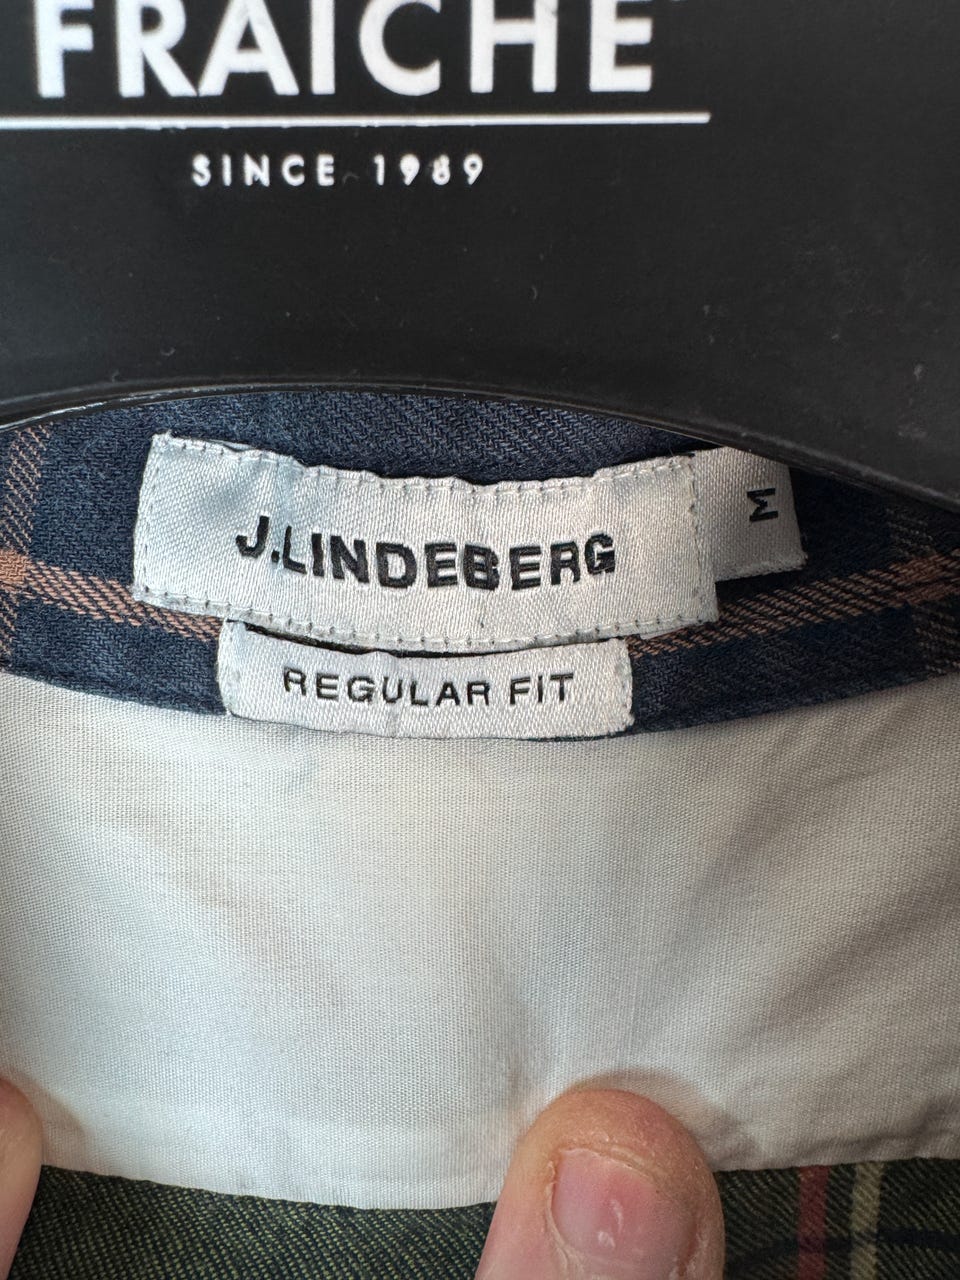 FRAICHE
SINCE 1989
J.LINDEBERG
M
REGULAR FIT